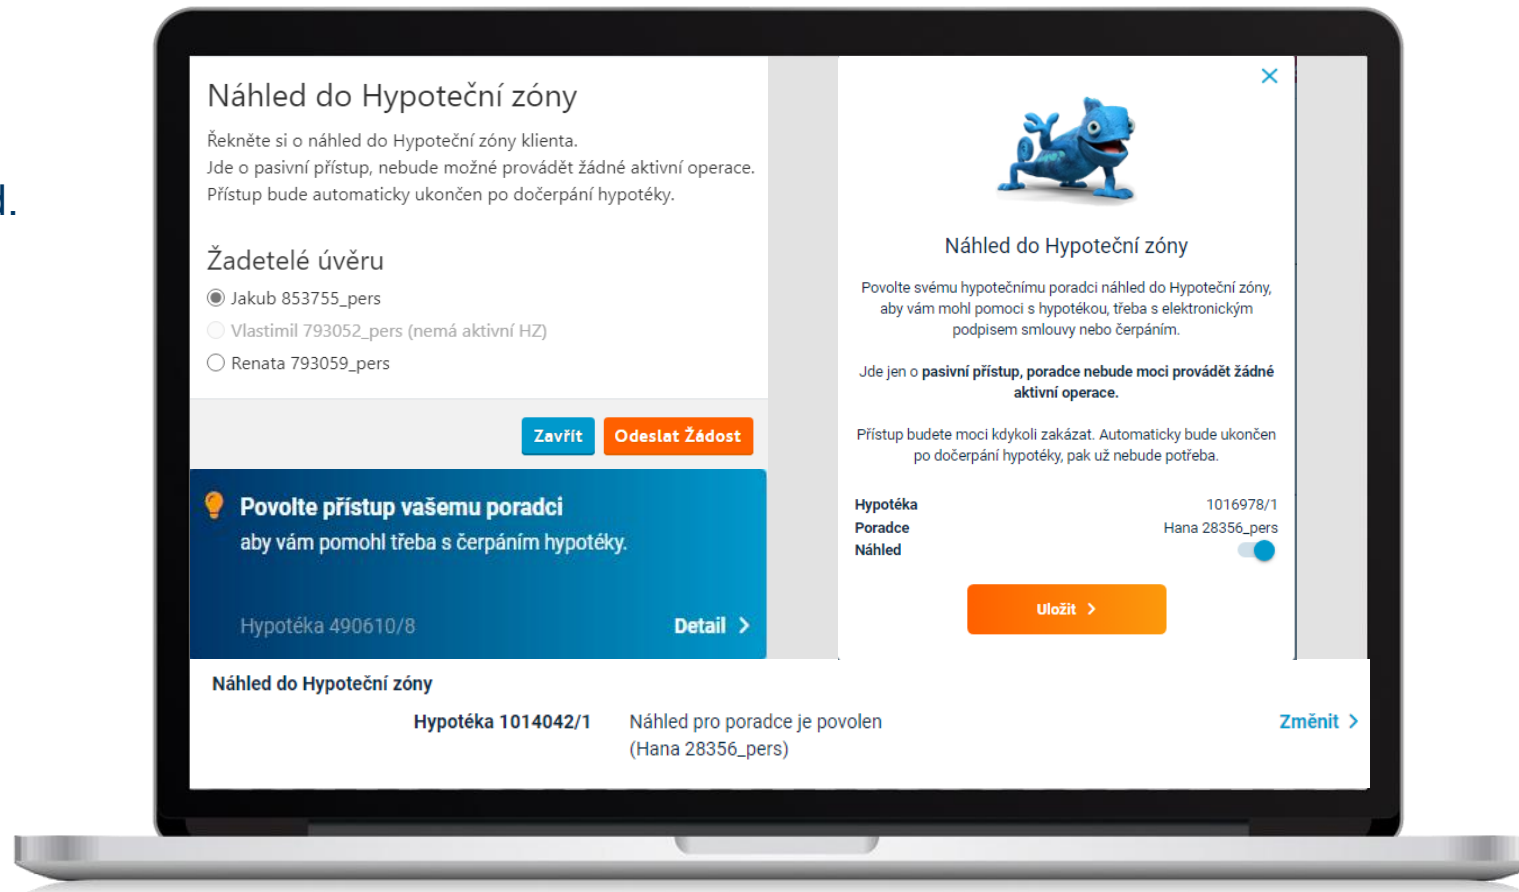 Náhled do Hypoteční zóny
Řekněte si o náhled do Hypoteční zóny klienta.
Jde o pasivní přístup, nebude možné provádět žádné aktivní operace.
Přístup bude automaticky ukončen po dočerpání hypotéky.
Žadetelé úvěru
Jakub 853755_pers
Vlastimil 793052_pers (nemá aktivní HZ)
Renata 793059_pers
Zavřít
Odeslat Žádost
Povolte přístup vašemu poradci
aby vám pomohl třeba s čerpáním hypotéky.
Hypotéka 490610/8
Detail >
Náhled do Hypoteční zóny
Povolte svému hypotečnímu poradci náhled do Hypoteční zóny,
aby vám mohl pomoci s hypotékou, třeba s elektronickým
podpisem smlouvy nebo čerpáním.
Jde jen o pasivní přístup, poradce nebude moci provádět žádné
aktivní operace.
Přístup budete moci kdykoli zakázat. Automaticky bude ukončen
po dočerpání hypotéky, pak už nebude potřeba.
Hypotéka 1016978/1
Poradce Hana 28356_pers
Náhled
Uložit >
Náhled do Hypoteční zóny
Hypotéka 1014042/1 Náhled pro poradce je povolen Změnit >
(Hana 28356_pers)